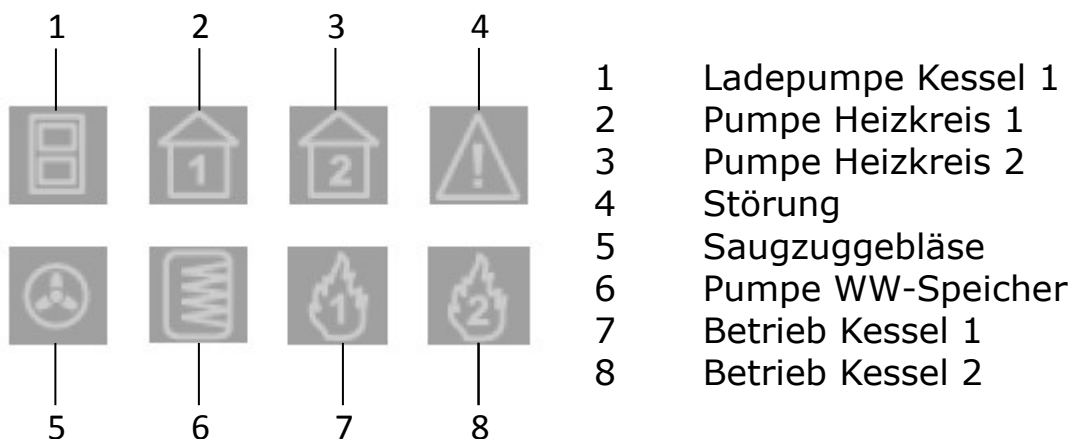 1 2 3 4
1 2 !
1 2
5 6 7 8
1 Ladepumpe Kessel 1
2 Pumpe Heizkreis 1
3 Pumpe Heizkreis 2
4 Störung
5 Saugzuggebläse
6 Pumpe WW-Speicher
7 Betrieb Kessel 1
8 Betrieb Kessel 2